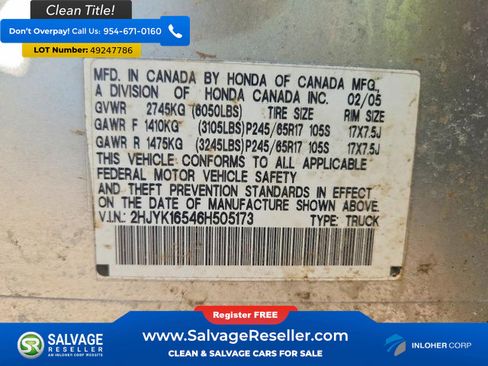 Clean Title!
Don't Overpay! Call Us: 954-671-0160
Lot Number: 49247786
MFD. IN CANADA BY HONDA OF CANADA MFG.,
A DIVISION OF HONDA CANADA INC. 02/05
GVWR 2745KG (6050LBS) TIRE SIZE RIM SIZE
GAWR F 1410KG (3105LBS)P245/65R17 105S 17X7.5J
GAWR R 1475KG (3245LBS)P245/65R17 105S 17X7.5J
THIS VEHICLE CONFORMS TO ALL APPLICABLE
FEDERAL MOTOR VEHICLE SAFETY
AND THEFT PREVENTION STANDARDS IN EFFECT
ON THE DATE OF MANUFACTURE SHOWN ABOVE.
V.I.N.: 2HJYK16546H505173 TYPE: TRUCK
Register FREE!
SALVAGE RESELLER
AN INLOHER CORP WEBSITE
www.SalvageReseller.com
CLEAN & SALVAGE CARS FOR SALE
INLOHER CORP